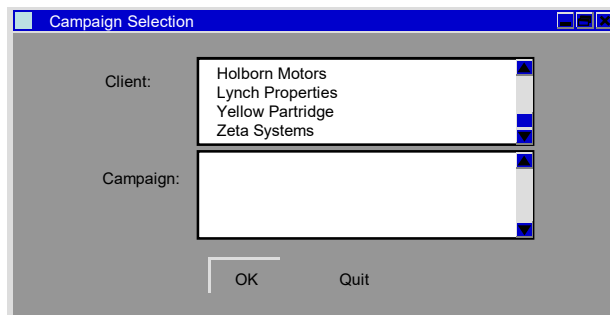 Campaign Selection
Client:
Holborn Motors
Lynch Properties
Yellow Partridge
Zeta Systems
Campaign:
OK Quit